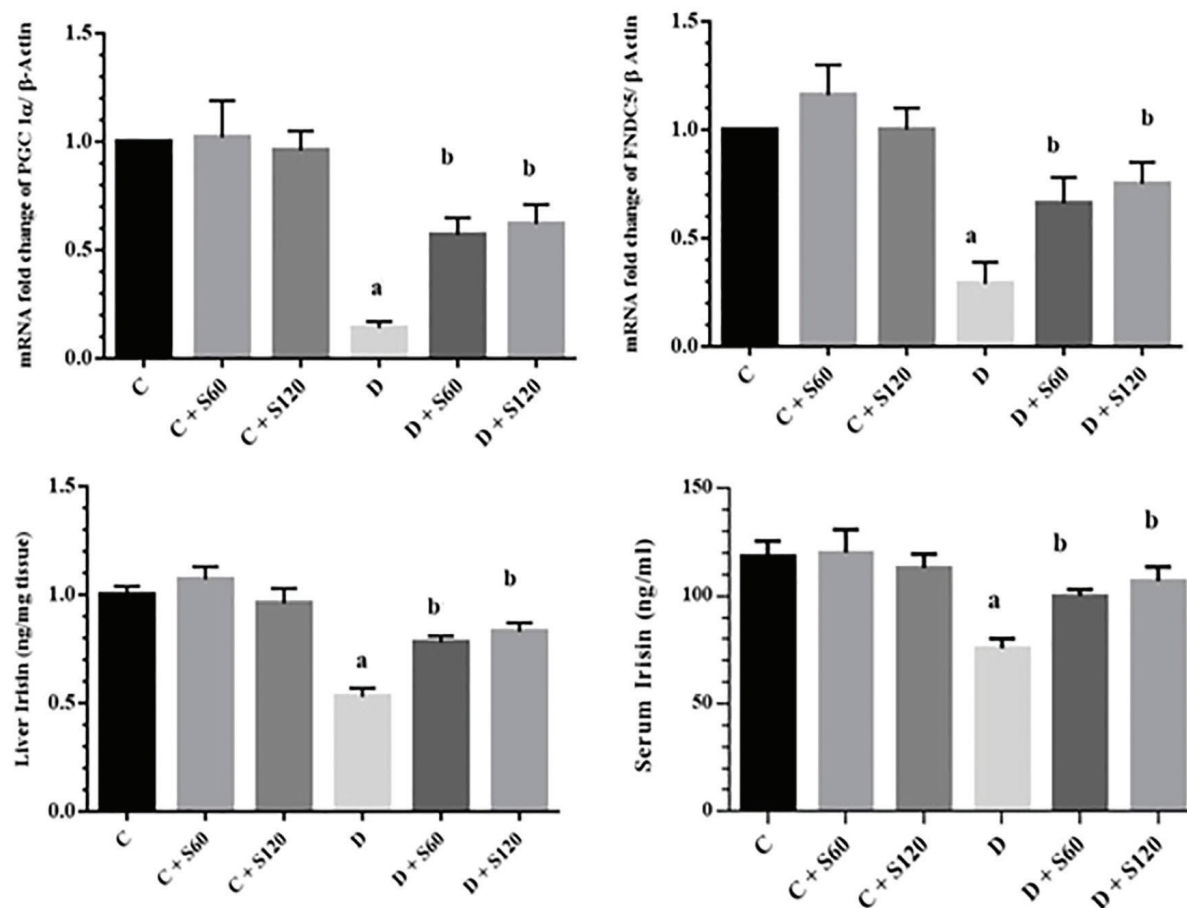 mRNA fold change of PGC 1α/ β-Actin
1.5
1.0
0.5
0.0
a
b
b
C
C + S60
C + S120
D
D + S60
D + S120
mRNA fold change of FNDC5/ β Actin
1.5
1.0
0.5
0.0
a
b
b
C
C + S60
C + S120
D
D + S60
D + S120
Liver Irisin (ng/mg tissue)
1.5
1.0
0.5
0.0
a
b
b
C
C + S60
C + S120
D
D + S60
D + S120
Serum Irisin (ng/ml)
150
100
50
0
a
b
b
C
C + S60
C + S120
D
D + S60
D + S120